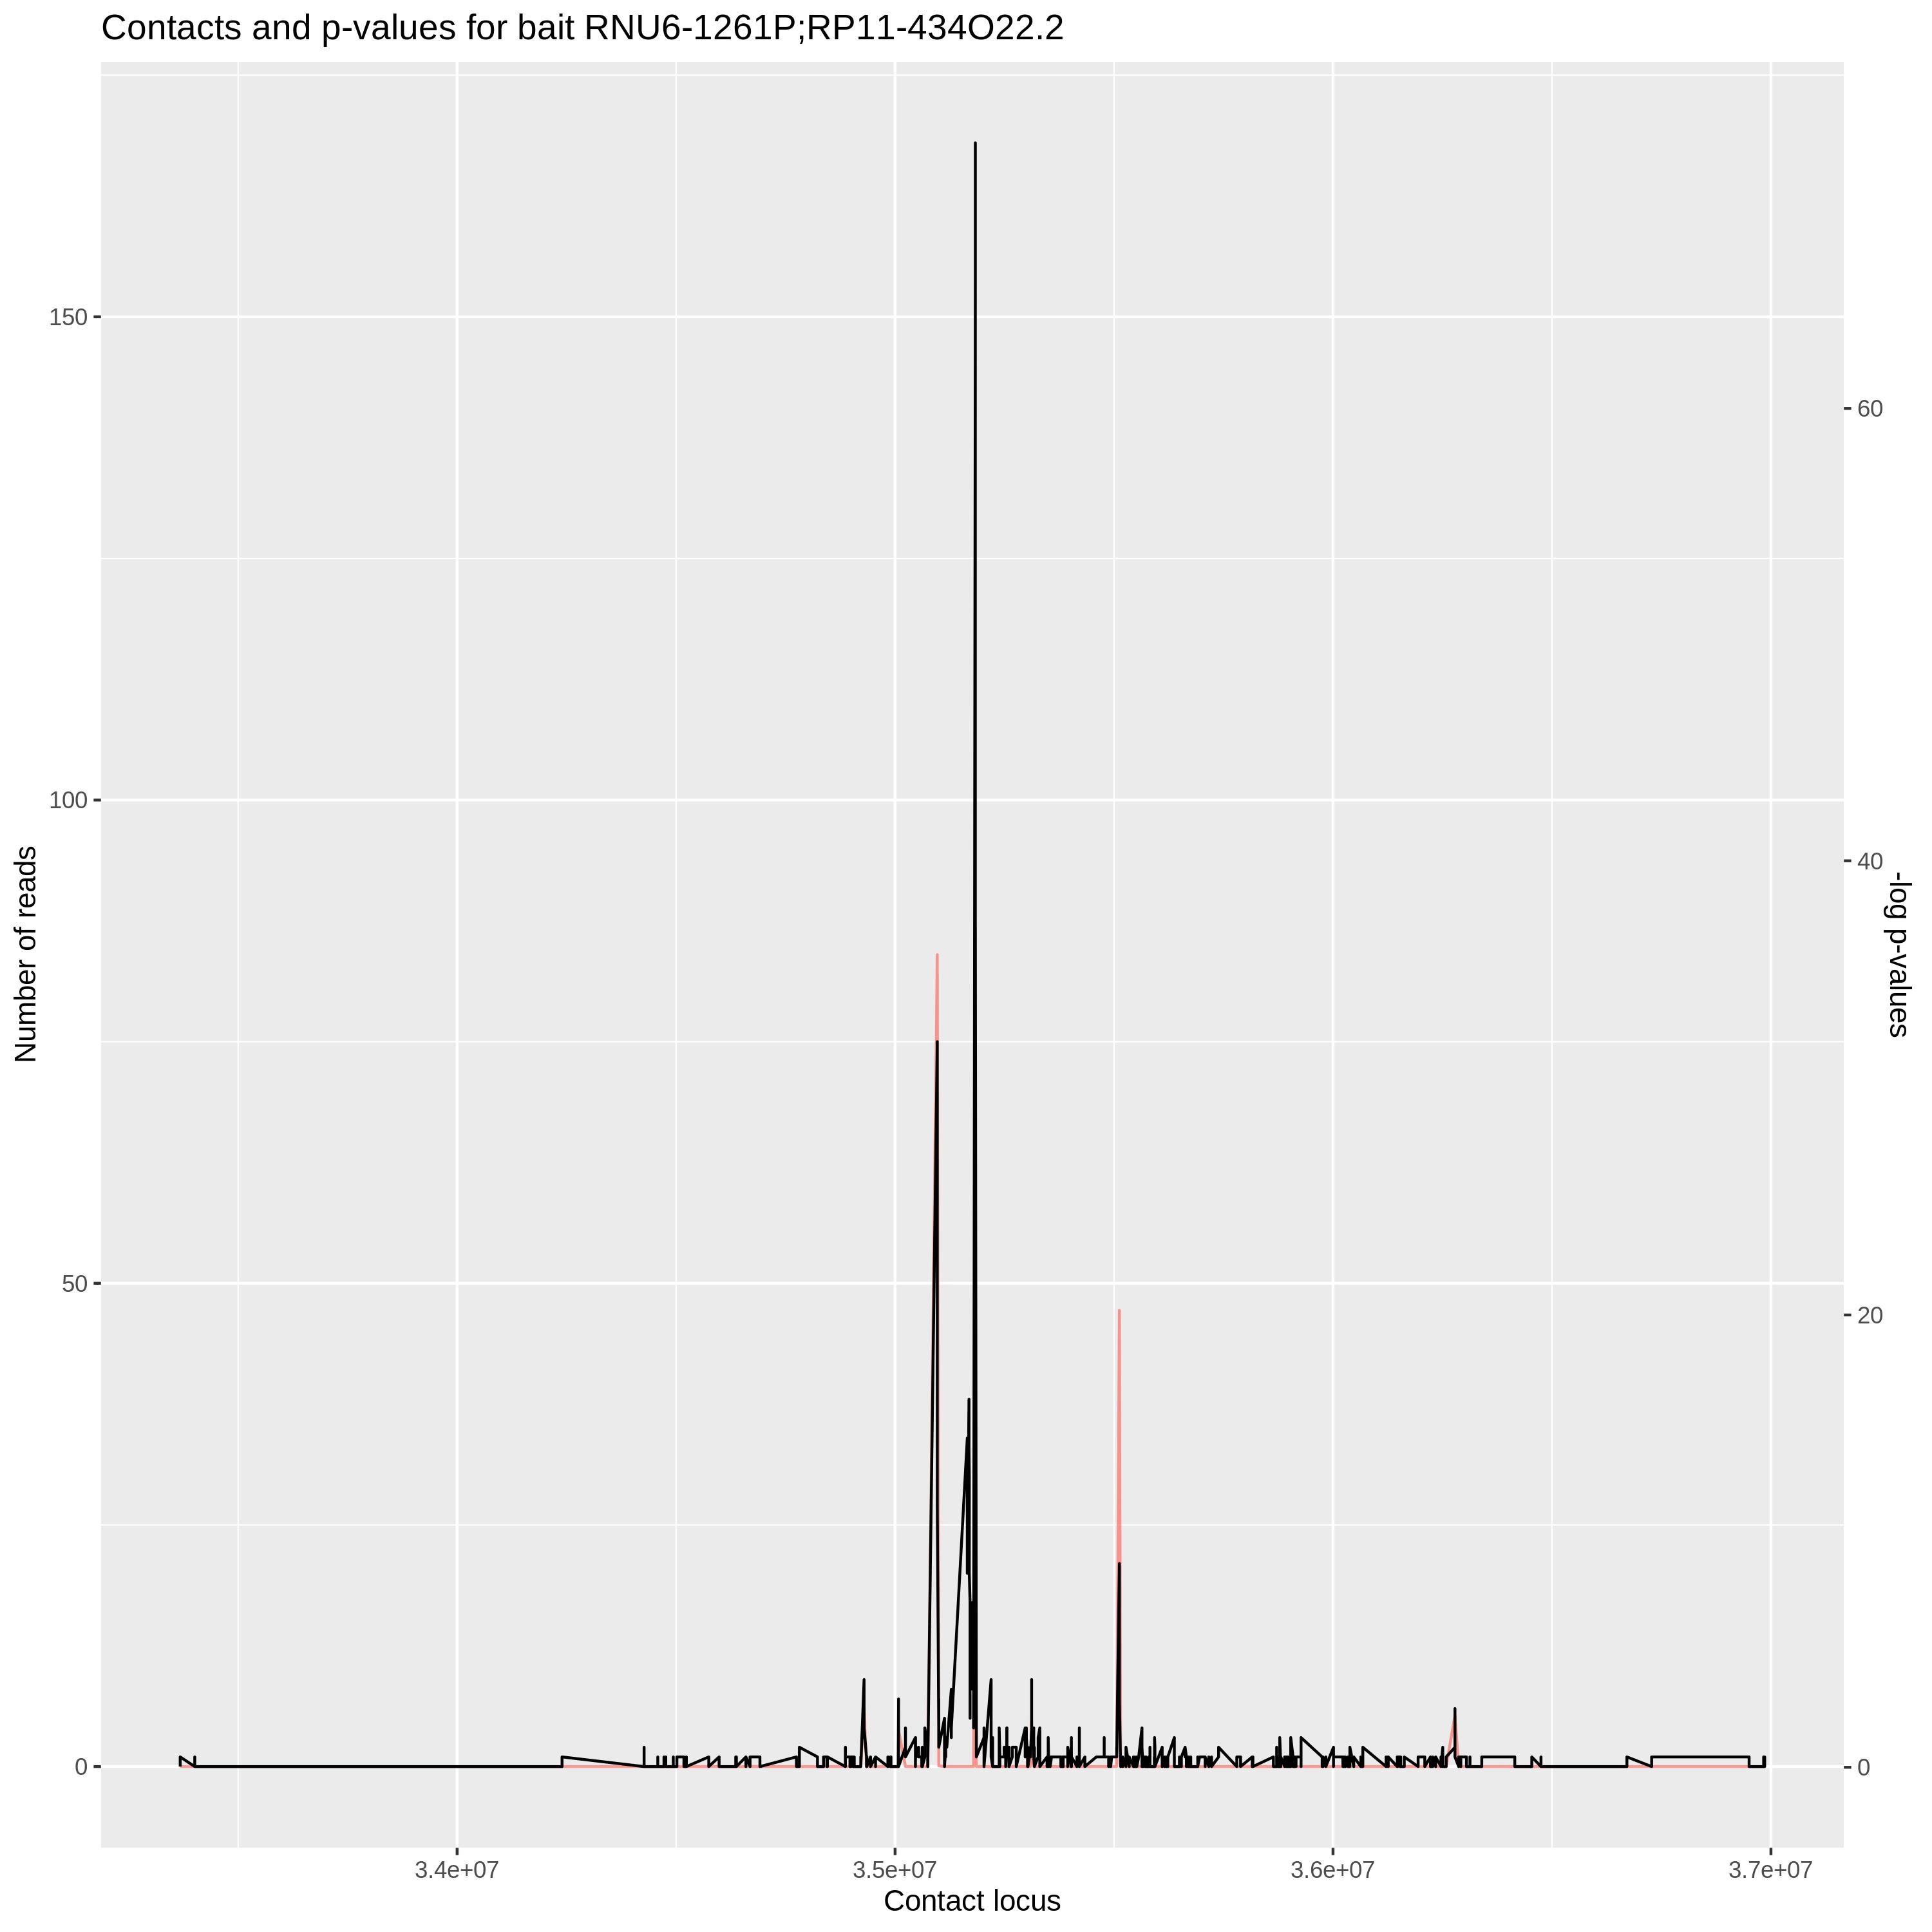 Contacts and p-values for bait RNU6-1261P;RP11-434O22.2
150
100
50
0
Number of reads
60
40
20
0
-log p-values
3.4e+07
3.5e+07
3.6e+07
3.7e+07
Contact locus